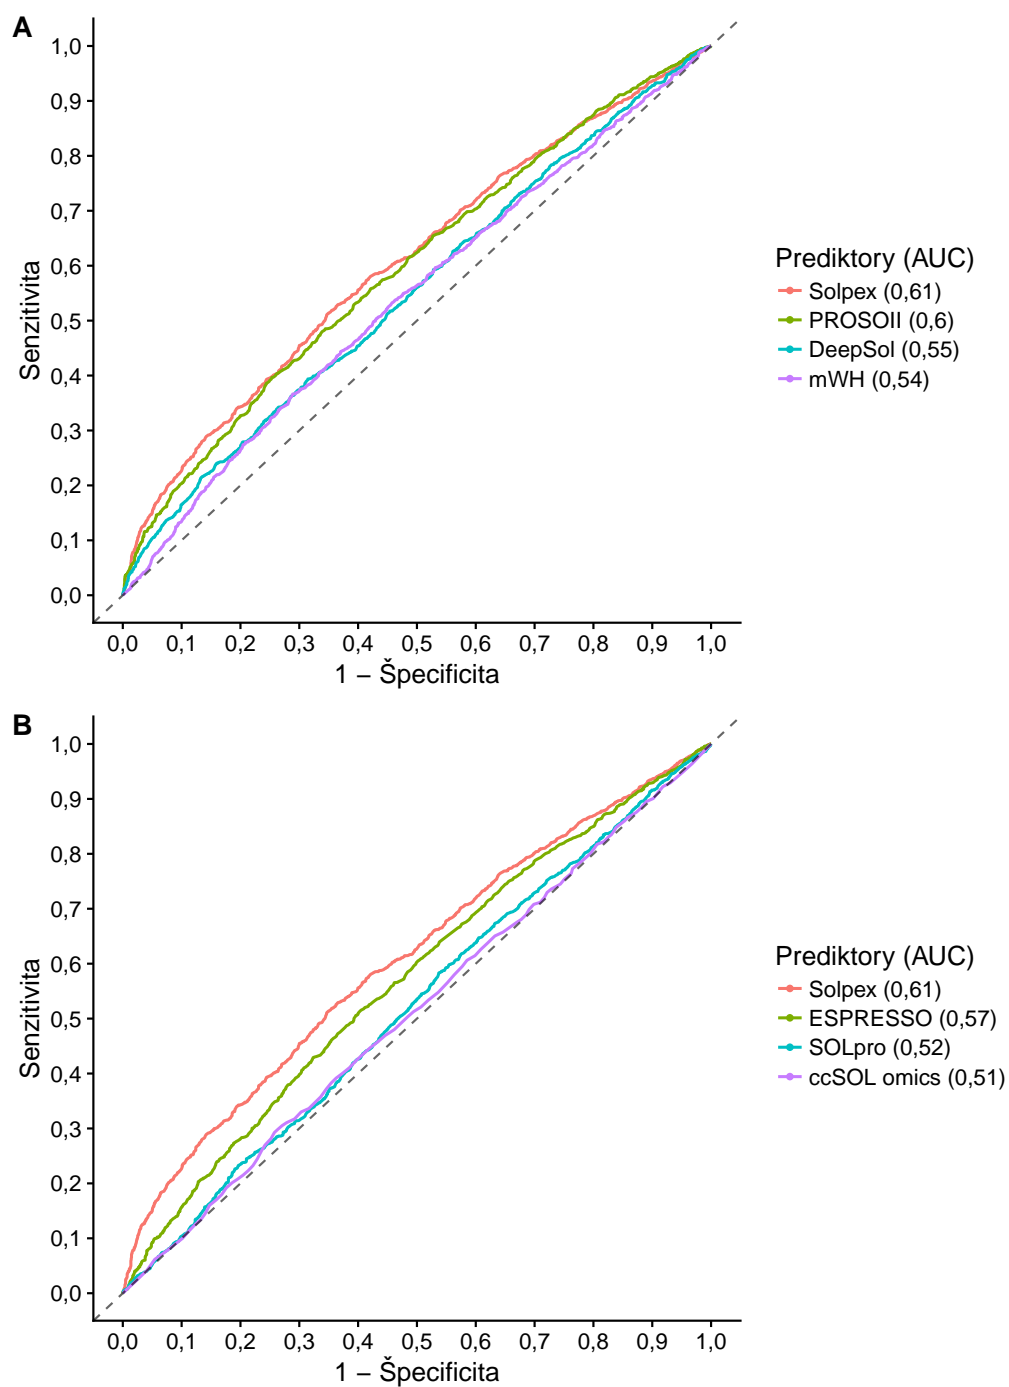 A
1,0
0,9
0,8
0,7
0,6
0,5
0,4
0,3
0,2
0,1
0,0
Senzitivita
0,0 0,1 0,2 0,3 0,4 0,5 0,6 0,7 0,8 0,9 1,0
1 − Špecificita
Prediktory (AUC)
Solpex (0,61)
PROSOII (0,6)
DeepSol (0,55)
mWH (0,54)
B
1,0
0,9
0,8
0,7
0,6
0,5
0,4
0,3
0,2
0,1
0,0
Senzitivita
0,0 0,1 0,2 0,3 0,4 0,5 0,6 0,7 0,8 0,9 1,0
1 − Špecificita
Prediktory (AUC)
Solpex (0,61)
ESPRESSO (0,57)
SOLpro (0,52)
ccSOL omics (0,51)